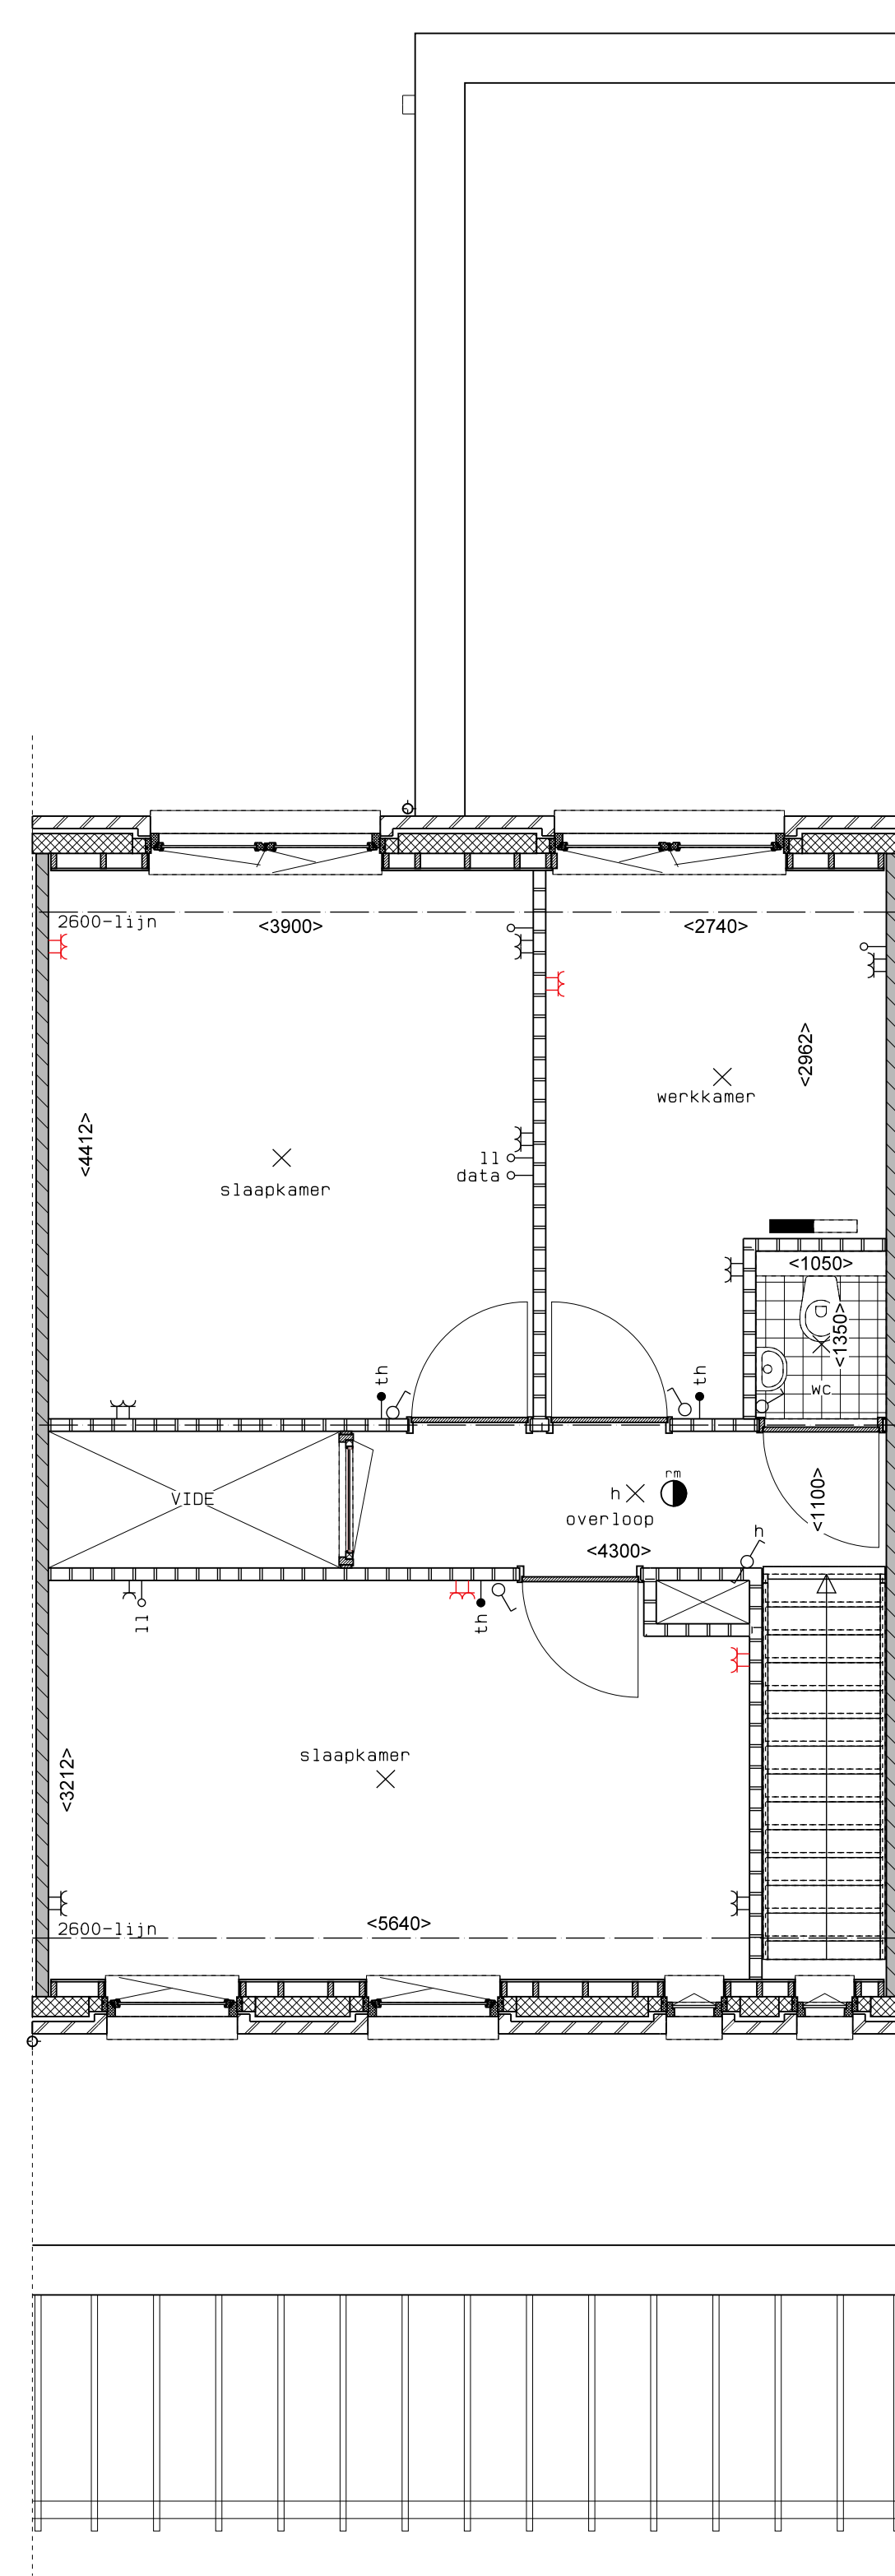 2600-lijn
<3900>
<2740>
<2962>
werkkamer
<4412>
ll
data
slaapkamer
<1050>
<1350>
th
th
wc
VIDE
rm
h
overloop
<1100>
h
<4300>
ll
th
slaapkamer
<3212>
<5640>
2600-lijn